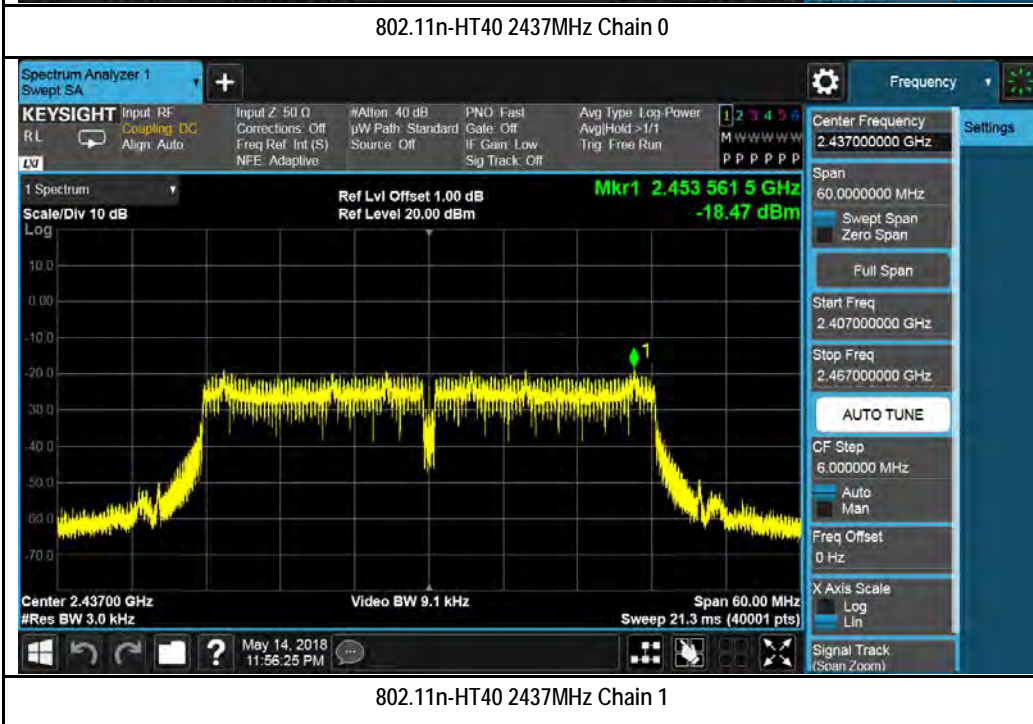 802.11n-HT40 2437MHz Chain 0
Spectrum Analyzer 1
Swept SA
+
Frequency
KEYSIGHT
RL
LXI
Input: RF
Coupling: DC
Align: Auto
Input Z: 50 Ω
Corrections: Off
Freq Ref: Int (S)
NFE: Adaptive
#Atten: 40 dB
µW Path: Standard
Source: Off
PNO: Fast
Gate: Off
IF Gain: Low
Sig Track: Off
Avg Type: Log-Power
Avg|Hold:>1/1
Trig: Free Run
1 2 3 4 5 6
M W W W W W
P P P P P P
1 Spectrum
Scale/Div 10 dB
Log
Ref Lvl Offset 1.00 dB
Ref Level 20.00 dBm
Mkr1 2.453 561 5 GHz
-18.47 dBm
10.0
0.00
-10.0
-20.0
-30.0
-40.0
-50.0
-60.0
-70.0
1
Center 2.43700 GHz
#Res BW 3.0 kHz
Video BW 9.1 kHz
Span 60.00 MHz
Sweep 21.3 ms (40001 pts)
Center Frequency
2.437000000 GHz
Settings
Span
60.0000000 MHz
Swept Span
Zero Span
Full Span
Start Freq
2.407000000 GHz
Stop Freq
2.467000000 GHz
AUTO TUNE
CF Step
6.000000 MHz
Auto
Man
Freq Offset
0 Hz
X Axis Scale
Log
Lin
Signal Track
(Span Zoom)
?
May 14, 2018
11:56:25 PM
802.11n-HT40 2437MHz Chain 1